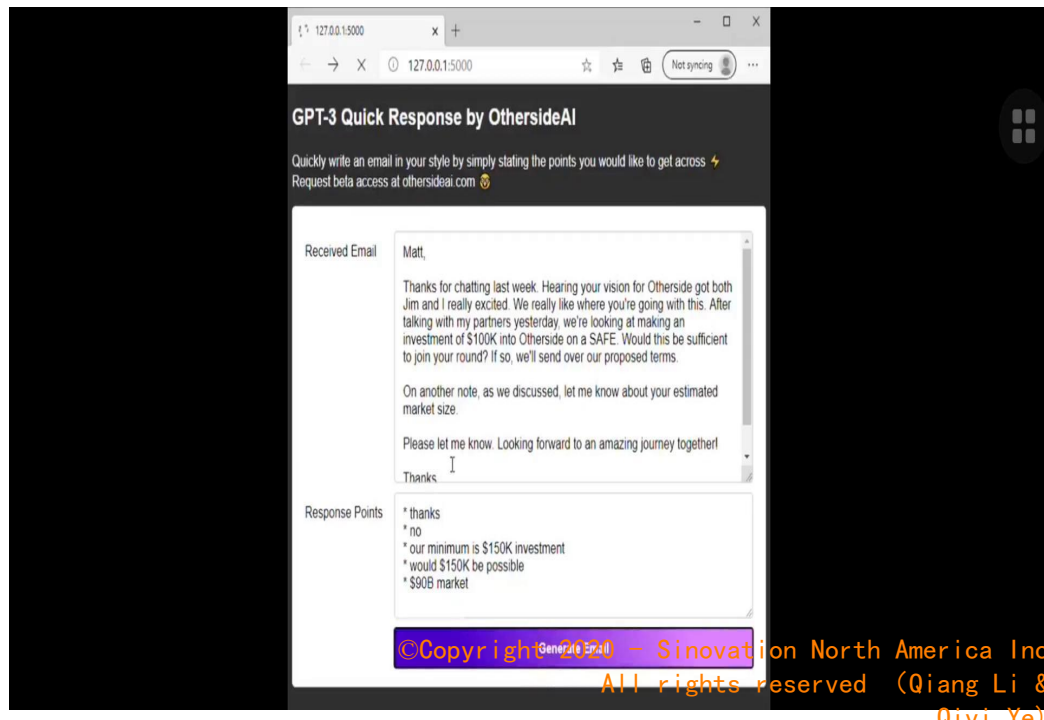 127.0.0.1:5000
127.0.0.1:5000
Not syncing
GPT-3 Quick Response by OthersideAI
Quickly write an email in your style by simply stating the points you would like to get across ⚡
Request beta access at othersideai.com
Received Email
Matt,
Thanks for chatting last week. Hearing your vision for Otherside got both
Jim and I really excited. We really like where you're going with this. After
talking with my partners yesterday, we're looking at making an
investment of $100K into Otherside on a SAFE. Would this be sufficient
to join your round? If so, we'll send over our proposed terms.
On another note, as we discussed, let me know about your estimated
market size.
Please let me know. Looking forward to an amazing journey together!
Thanks
Response Points
* thanks
* no
* our minimum is $150K investment
* would $150K be possible
* $90B market
Generate Email
©Copyright 2020 - Sinovation North America Inc
All rights reserved (Qiang Li &
Qiyi Ye)